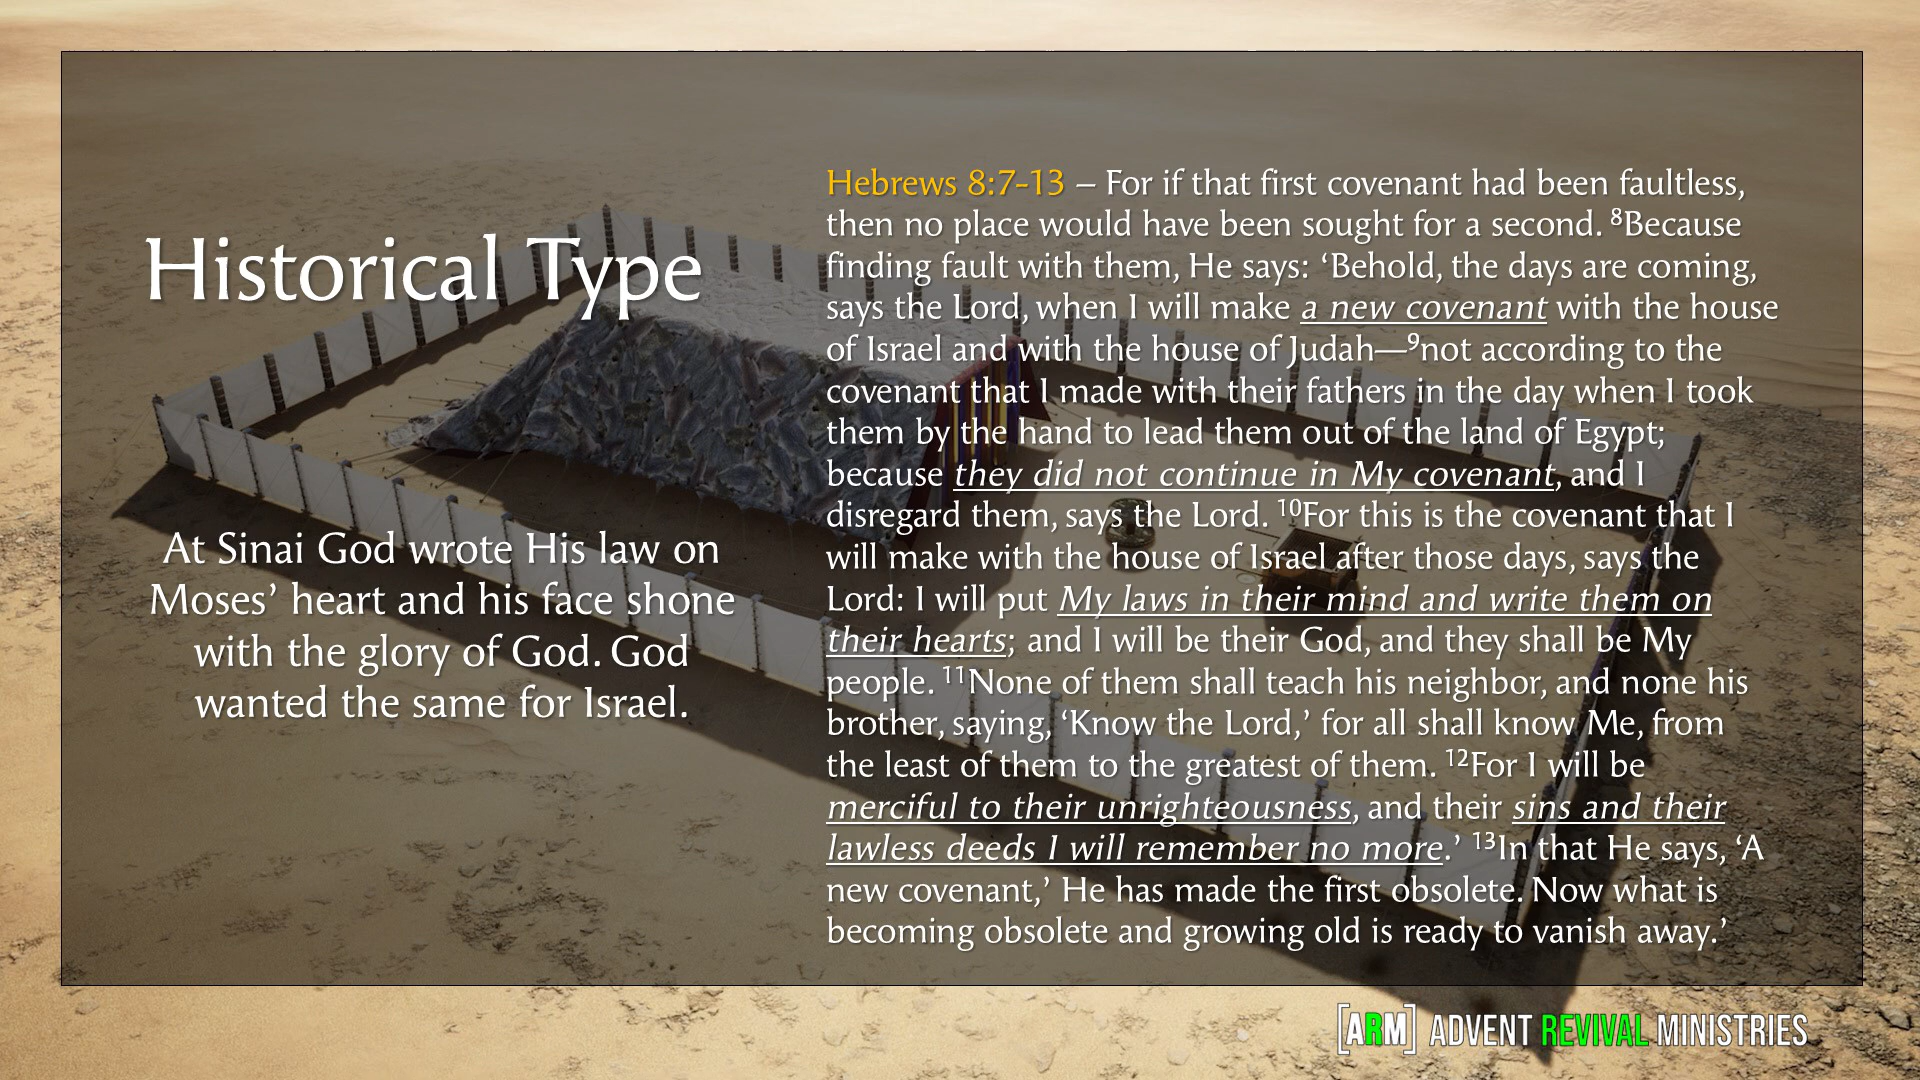 Historical Type
At Sinai God wrote His law on
Moses’ heart and his face shone
with the glory of God. God
wanted the same for Israel.
Hebrews 8:7-13 – For if that first covenant had been faultless,
then no place would have been sought for a second. ⁸Because
finding fault with them, He says: ‘Behold, the days are coming,
says the Lord, when I will make a new covenant with the house
of Israel and with the house of Judah—⁹not according to the
covenant that I made with their fathers in the day when I took
them by the hand to lead them out of the land of Egypt;
because they did not continue in My covenant, and I
disregard them, says the Lord. ¹⁰For this is the covenant that I
will make with the house of Israel after those days, says the
Lord: I will put My laws in their mind and write them on
their hearts; and I will be their God, and they shall be My
people. ¹¹None of them shall teach his neighbor, and none his
brother, saying, ‘Know the Lord,’ for all shall know Me, from
the least of them to the greatest of them. ¹²For I will be
merciful to their unrighteousness, and their sins and their
lawless deeds I will remember no more.’ ¹³In that He says, ‘A
new covenant,’ He has made the first obsolete. Now what is
becoming obsolete and growing old is ready to vanish away.’
[ARM] ADVENT REVIVAL MINISTRIES